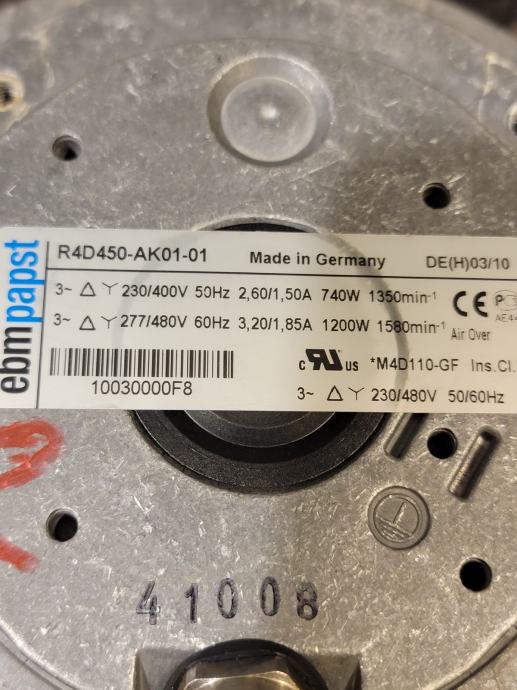 ebmpapst
R4D450-AK01-01 Made in Germany DE(H)03/10
3~ △ Y 230/400V 50Hz 2,60/1,50A 740W 1350min⁻¹
3~ △ Y 277/480V 60Hz 3,20/1,85A 1200W 1580min⁻¹ Air Over
CE
c RU us *M4D110-GF Ins.Cl.
10030000F8
3~ △ Y 230/480V 50/60Hz
41008